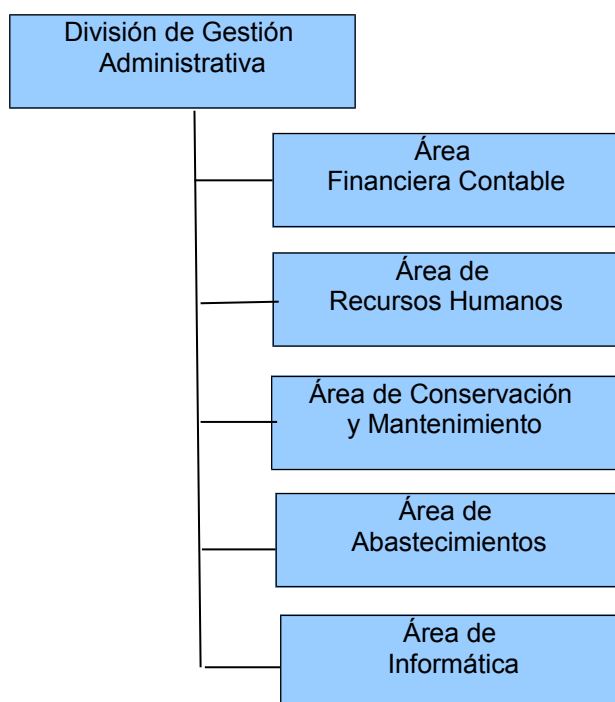 División de Gestión
Administrativa
Área
Financiera Contable
Área de
Recursos Humanos
Área de Conservación
y Mantenimiento
Área de
Abastecimientos
Área de
Informática